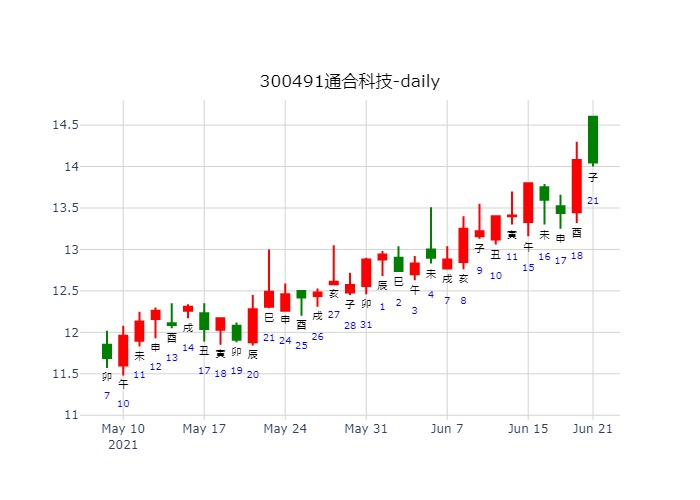 300491通合科技-daily
14.5
14
13.5
13
12.5
12
11.5
11
卯
7
午
10
未
11
申
12
酉
13
戌
14
丑
17
寅
18
卯
19
辰
20
巳
21
午
24
酉
25
戌
26
亥
27
子
28
卯
31
辰
1
巳
2
午
3
未
4
戌
7
亥
8
子
9
丑
10
寅
11
午
15
未
16
申
17
酉
18
子
21
May 10
2021
May 17
May 24
May 31
Jun 7
Jun 15
Jun 21